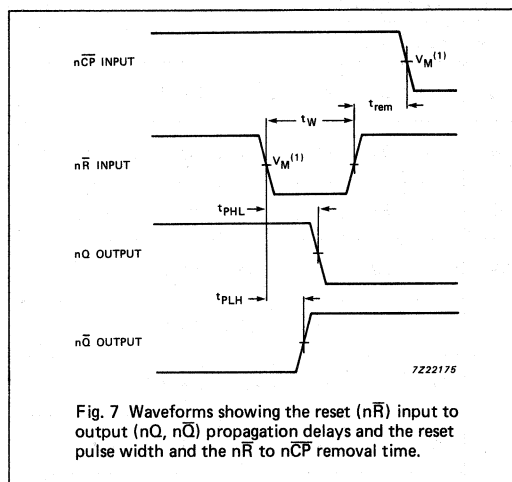 nC̅P̅ INPUT
V_M(1)
t_rem
t_W
nR̅ INPUT
V_M(1)
t_PHL
nQ OUTPUT
t_PLH
nQ̅ OUTPUT
7Z22175
Fig. 7 Waveforms showing the reset (nR̅) input to
output (nQ, nQ̅) propagation delays and the reset
pulse width and the nR̅ to nC̅P̅ removal time.